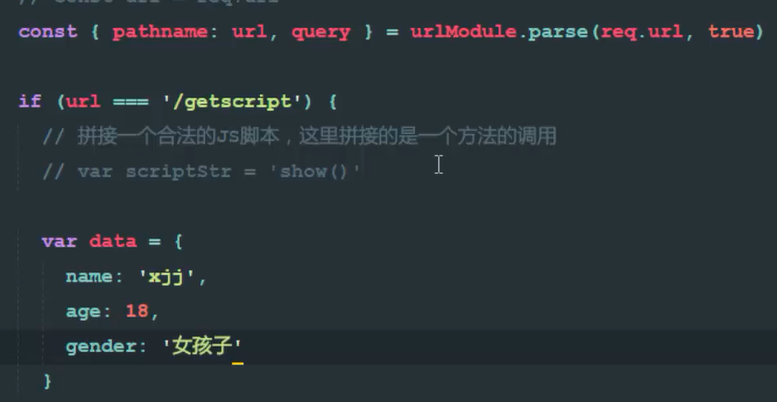 // const url = req.url
const { pathname: url, query } = urlModule.parse(req.url, true)
if (url === '/getscript') {
// 拼接一个合法的JS脚本，这里拼接的是一个方法的调用
// var scriptStr = 'show()'
var data = {
name: 'xjj',
age: 18,
gender: '女孩子'
}